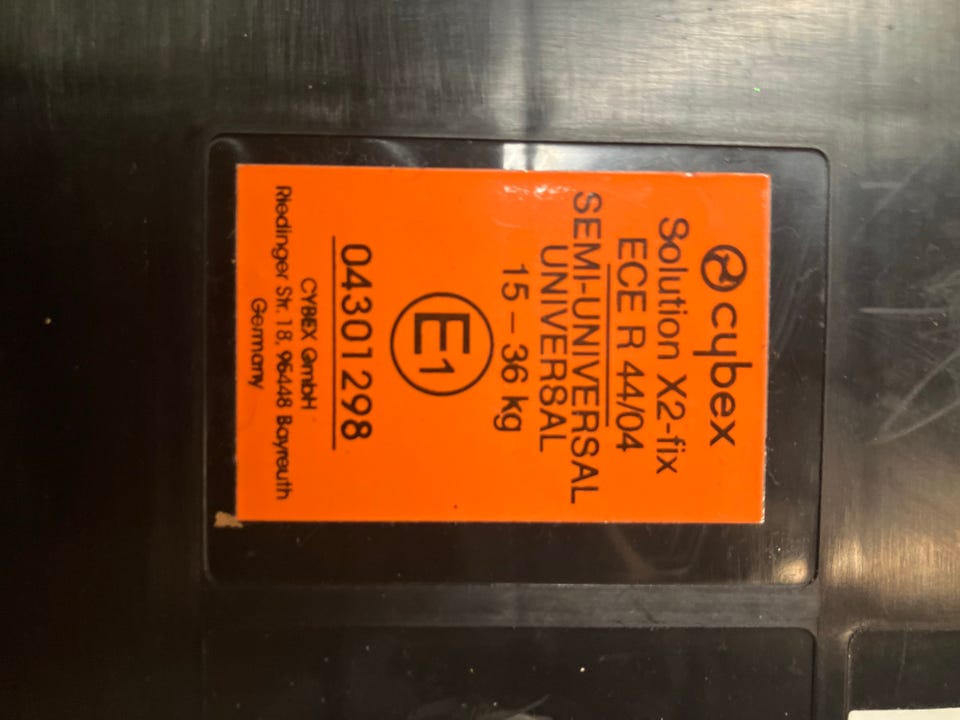 cybex
Solution X2-fix
ECE R 44/04
SEMI-UNIVERSAL
UNIVERSAL
15 – 36 kg
E1
04301298
CYBEX GmbH
Riedinger Str. 18, 95448 Bayreuth
Germany